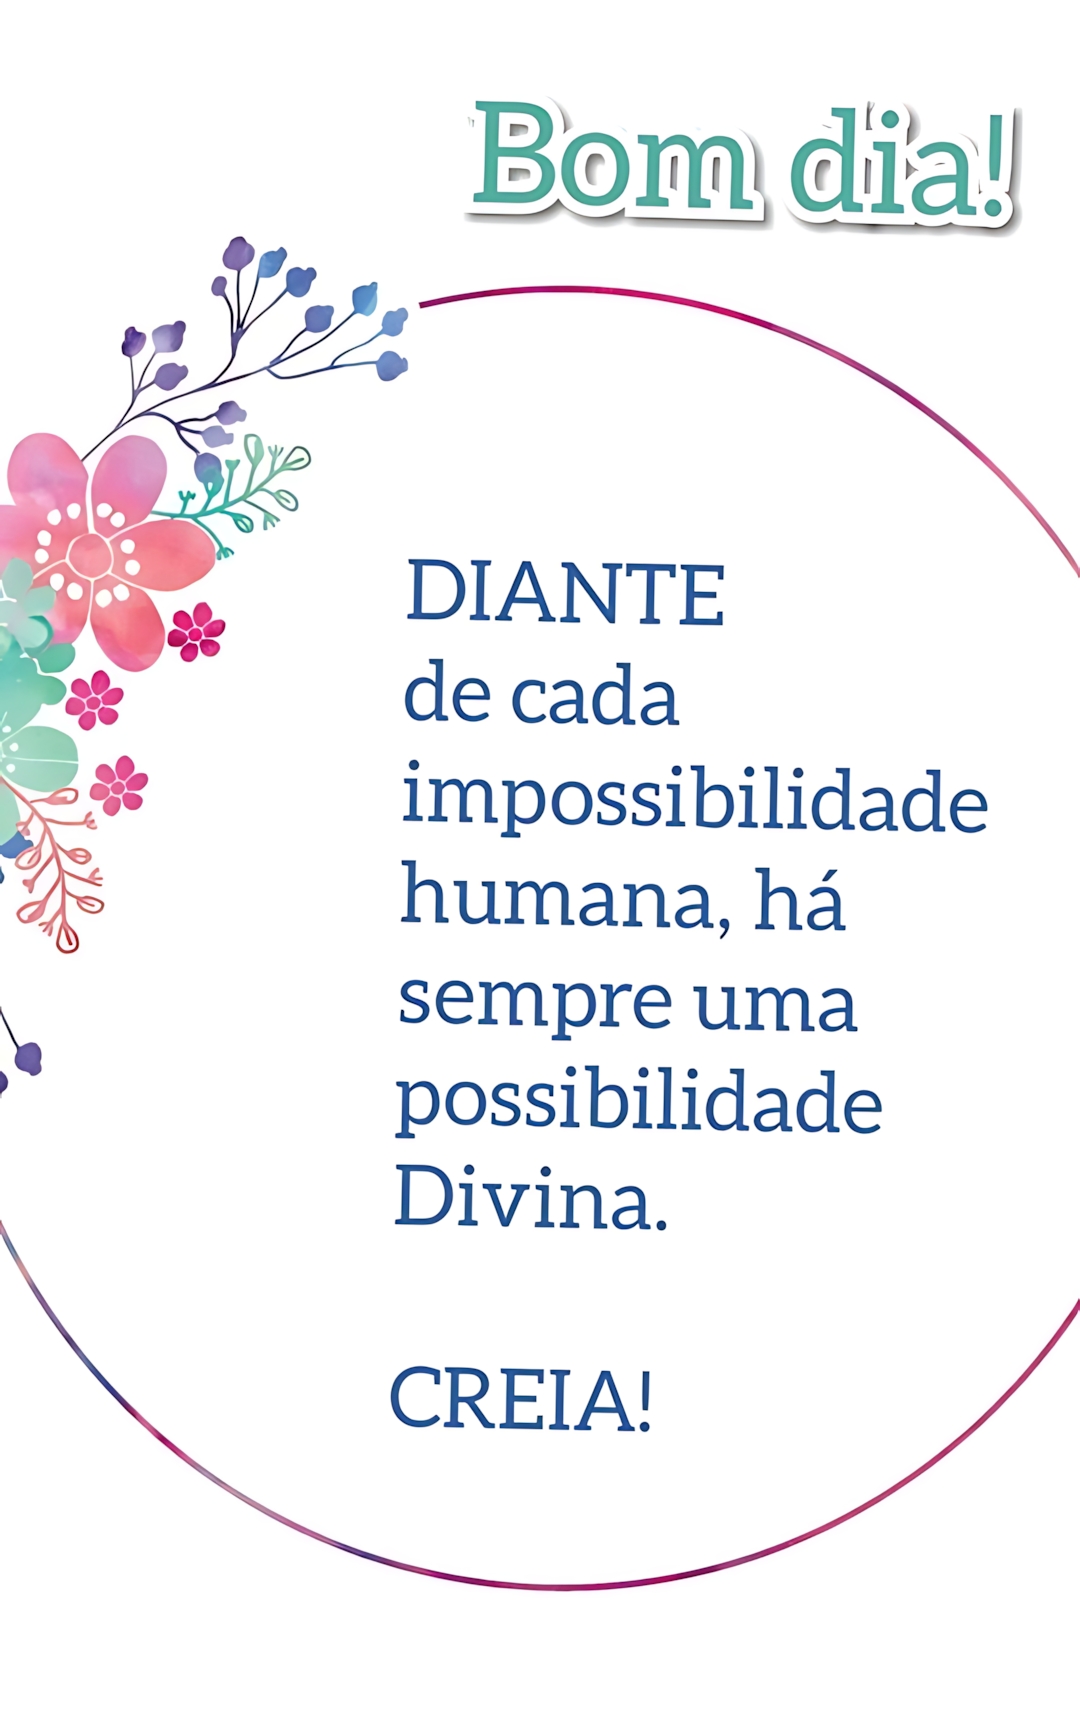 Bom dia!
DIANTE
de cada
impossibilidade
humana, há
sempre uma
possibilidade
Divina.
CREIA!